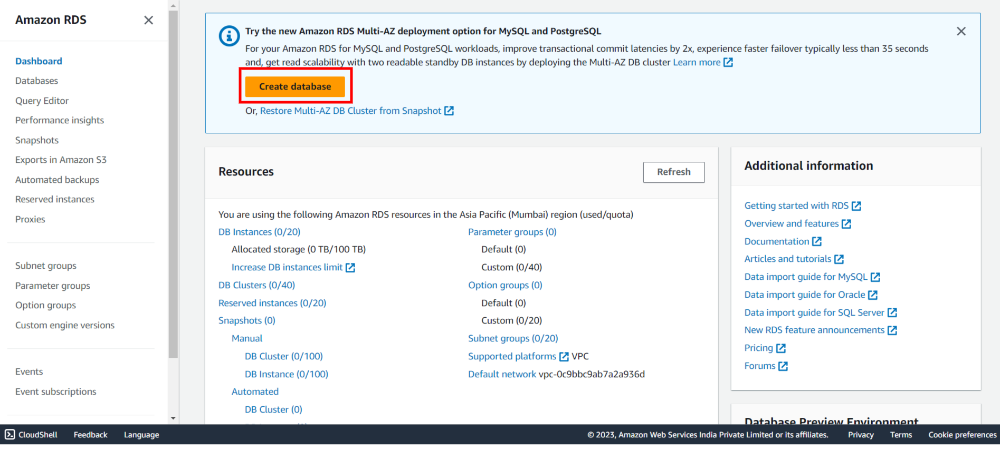 Amazon RDS
Dashboard
Databases
Query Editor
Performance insights
Snapshots
Exports in Amazon S3
Automated backups
Reserved instances
Proxies
Subnet groups
Parameter groups
Option groups
Custom engine versions
Events
Event subscriptions
Try the new Amazon RDS Multi-AZ deployment option for MySQL and PostgreSQL
For your Amazon RDS for MySQL and PostgreSQL workloads, improve transactional commit latencies by 2x, experience faster failover typically less than 35 seconds
and, get read scalability with two readable standby DB instances by deploying the Multi-AZ DB cluster Learn more
Create database
Or, Restore Multi-AZ DB Cluster from Snapshot
Resources
Refresh
You are using the following Amazon RDS resources in the Asia Pacific (Mumbai) region (used/quota)
DB Instances (0/20)
Allocated storage (0 TB/100 TB)
Increase DB instances limit
DB Clusters (0/40)
Reserved instances (0/20)
Snapshots (0)
Manual
DB Cluster (0/100)
DB Instance (0/100)
Automated
DB Cluster (0)
Parameter groups (0)
Default (0)
Custom (0/40)
Option groups (0)
Default (0)
Custom (0/20)
Subnet groups (0/20)
Supported platforms VPC
Default network vpc-0c9bbc9ab7a2a936d
Additional information
Getting started with RDS
Overview and features
Documentation
Articles and tutorials
Data import guide for MySQL
Data import guide for Oracle
Data import guide for SQL Server
New RDS feature announcements
Pricing
Forums
Database Preview Environment
CloudShell
Feedback
Language
© 2023, Amazon Web Services India Private Limited or its affiliates.
Privacy
Terms
Cookie preferences